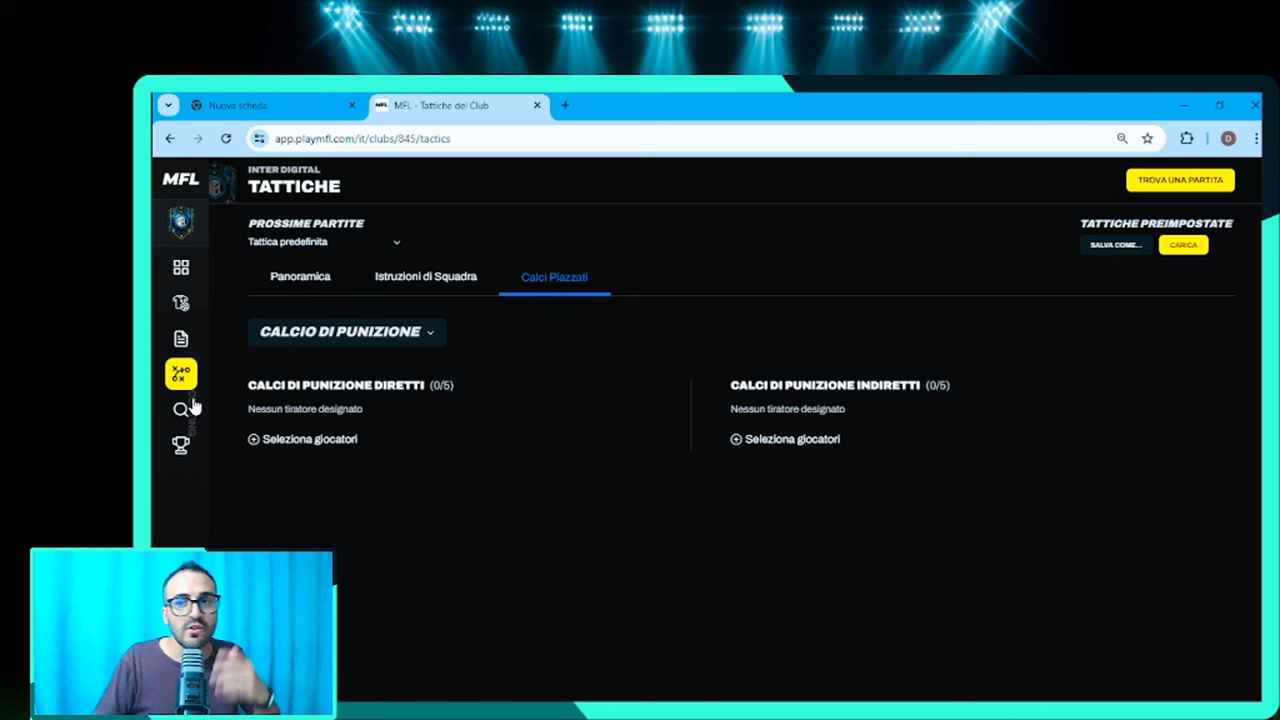 Nuova scheda
MFL - Tattiche del Club
app.playmfl.com/it/clubs/845/tactics
MFL
INTER DIGITAL
TATTICHE
TROVA UNA PARTITA
PROSSIME PARTITE
Tattica predefinita
TATTICHE PREIMPOSTATE
SALVA COME...
CARICA
Panoramica
Istruzioni di Squadra
Calci Piazzati
CALCIO DI PUNIZIONE
CALCI DI PUNIZIONE DIRETTI (0/5)
Nessun tiratore designato
Seleziona giocatori
CALCI DI PUNIZIONE INDIRETTI (0/5)
Nessun tiratore designato
Seleziona giocatori
D